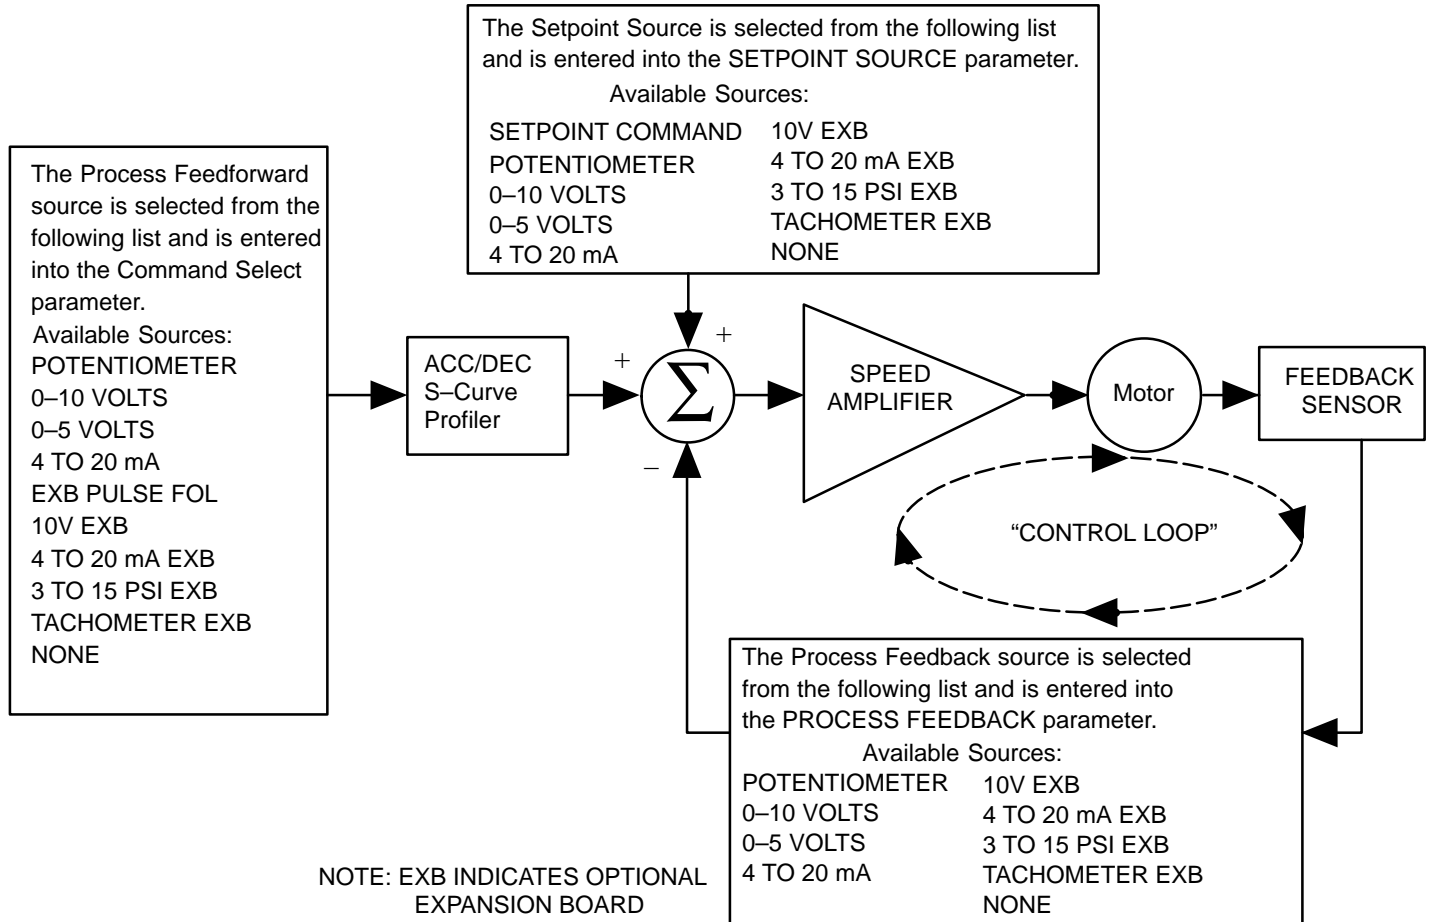 The Setpoint Source is selected from the following list
and is entered into the SETPOINT SOURCE parameter.
Available Sources:
SETPOINT COMMAND
POTENTIOMETER
0–10 VOLTS
0–5 VOLTS
4 TO 20 mA
10V EXB
4 TO 20 mA EXB
3 TO 15 PSI EXB
TACHOMETER EXB
NONE
The Process Feedforward
source is selected from the
following list and is entered
into the Command Select
parameter.
Available Sources:
POTENTIOMETER
0–10 VOLTS
0–5 VOLTS
4 TO 20 mA
EXB PULSE FOL
10V EXB
4 TO 20 mA EXB
3 TO 15 PSI EXB
TACHOMETER EXB
NONE
ACC/DEC
S–Curve
Profiler
+
+
Σ
–
SPEED
AMPLIFIER
Motor
FEEDBACK
SENSOR
“CONTROL LOOP”
The Process Feedback source is selected
from the following list and is entered into
the PROCESS FEEDBACK parameter.
Available Sources:
POTENTIOMETER
0–10 VOLTS
0–5 VOLTS
4 TO 20 mA
10V EXB
4 TO 20 mA EXB
3 TO 15 PSI EXB
TACHOMETER EXB
NONE
NOTE: EXB INDICATES OPTIONAL
EXPANSION BOARD